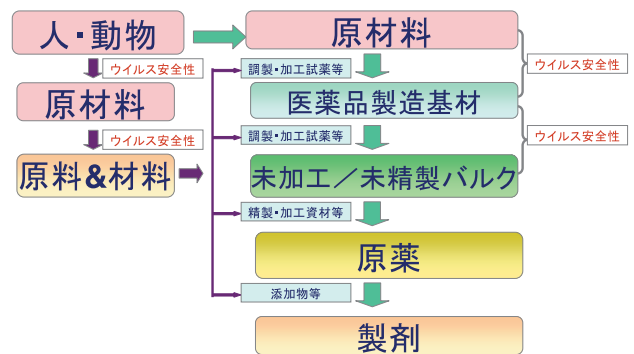 人・動物
原材料
ウイルス安全性
ウイルス安全性
調製・加工試薬等
原材料
医薬品製造基材
ウイルス安全性
調製・加工試薬等
ウイルス安全性
原料&材料
未加工／未精製バルク
精製・加工資材等
原薬
添加物等
製剤